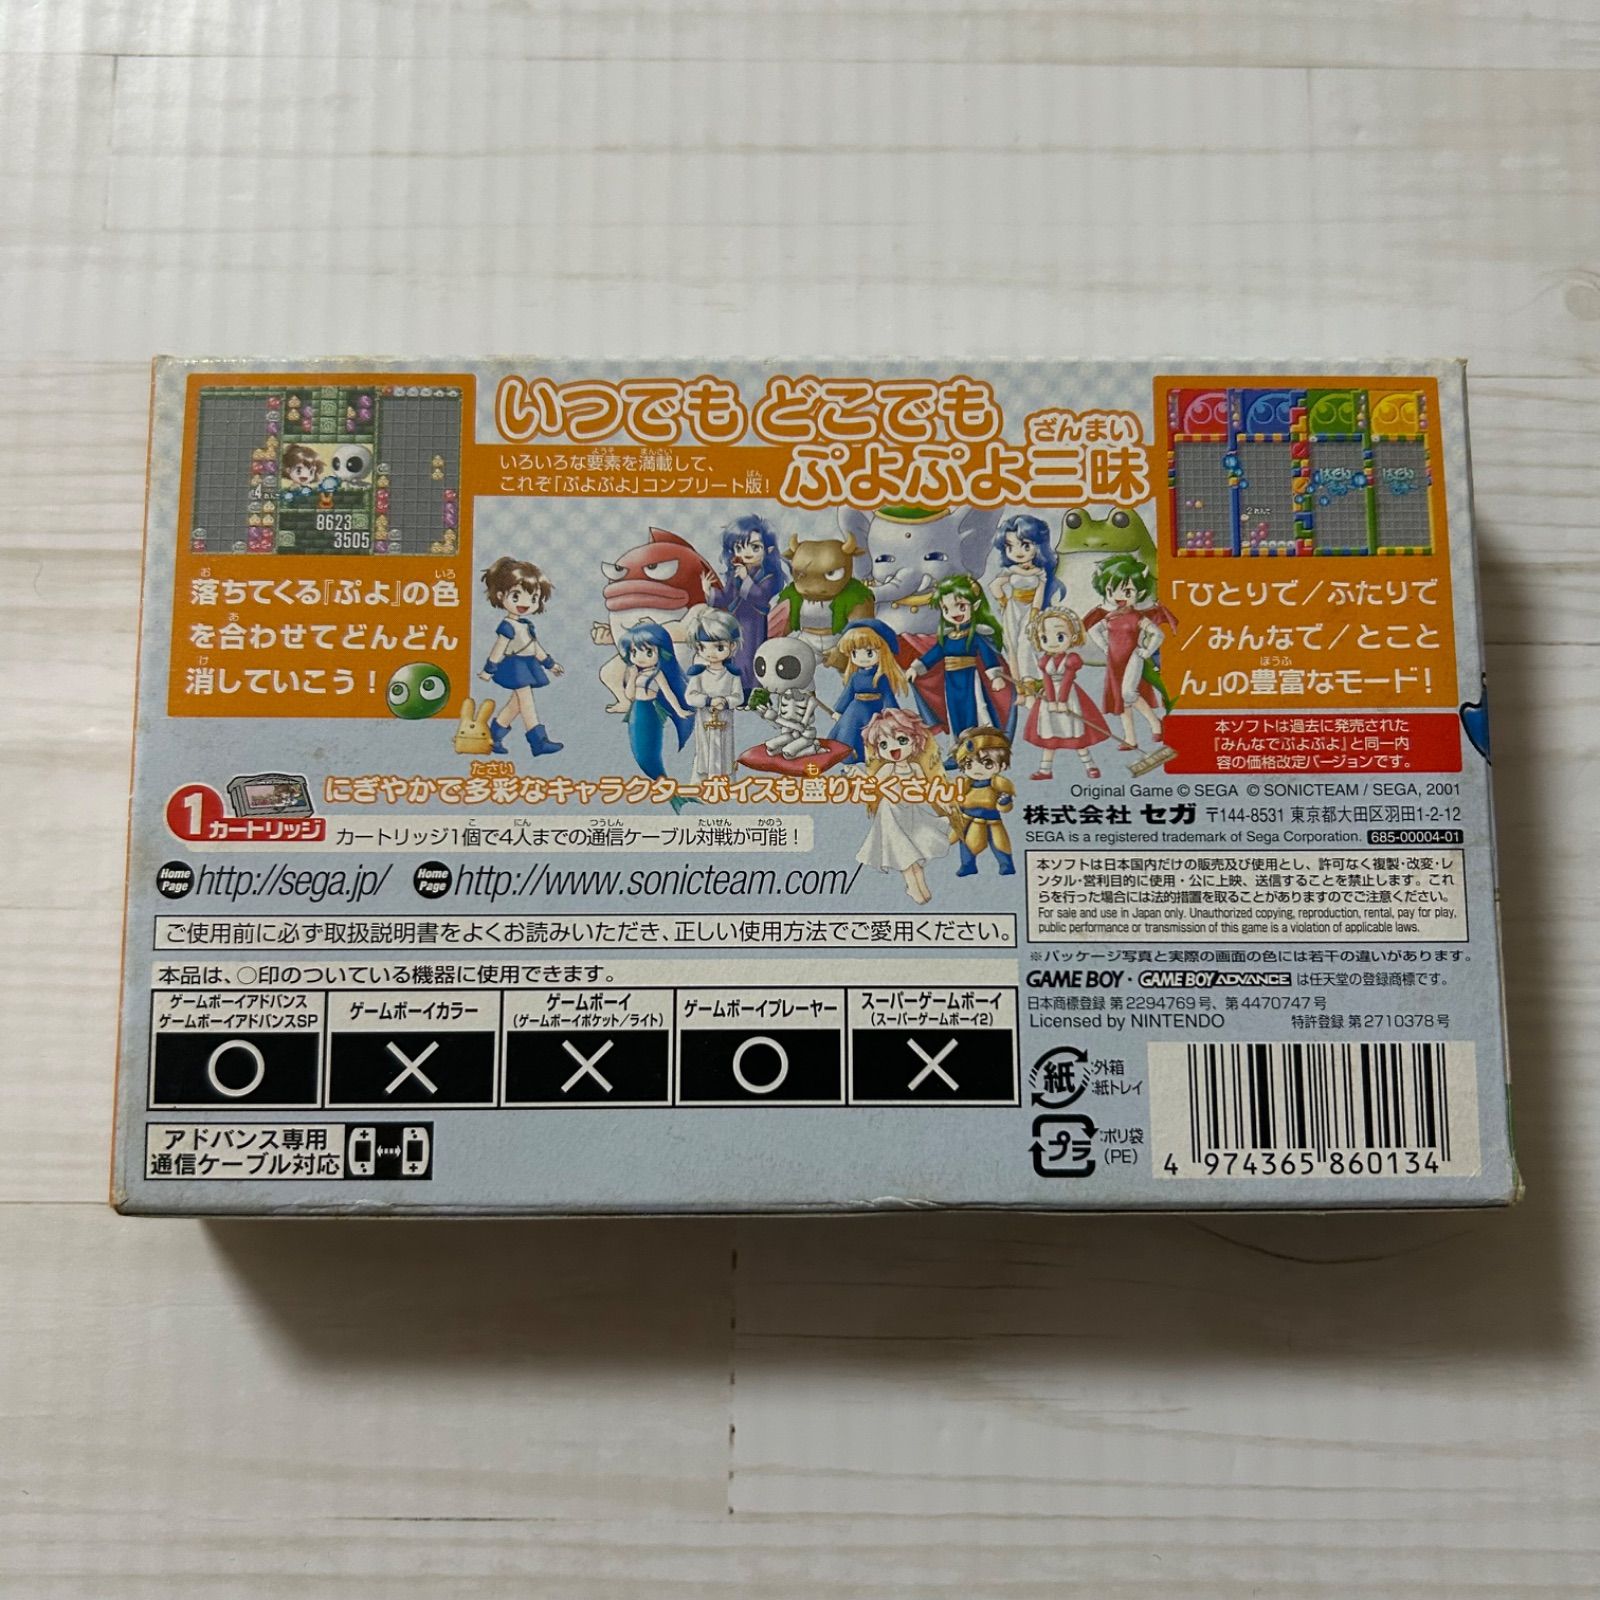 いつでも どこでも
ぷよぷよ三昧
ざんまい
いろいろな要素を満載して、
これぞ「ぷよぷよ」コンプリート版!
8623
3505
落ちてくる『ぷよ』の色
を合わせてどんどん
消していこう!
「ひとりで/ふたりで
/みんなで/とことん
ん」の豊富なモード!
本ソフトは過去に発売された
『みんなでぷよぷよ』と同一内
容の価格改定バージョンです。
にぎやかで多彩なキャラクターボイスも盛りだくさん!
1カートリッジ
カートリッジ1個で4人までの通信ケーブル対戦が可能!
Home Page http://sega.jp/ Home Page http://www.sonicteam.com/
Original Game © SEGA © SONICTEAM / SEGA, 2001
株式会社 セガ 〒144-8531 東京都大田区羽田1-2-12
SEGA is a registered trademark of Sega Corporation. 685-00004-01
本ソフトは日本国内だけの販売及び使用とし、許可なく複製・改変・レ
ンタル・営利目的に使用・公に上映、送信することを禁止します。これ
らを行った場合には法的措置を取ることがありますのでご注意ください。
For sale and use in Japan only. Unauthorized copying, reproduction, rental, pay for play,
public performance or transmission of this game is a violation of applicable laws.
※パッケージ写真と実際の画面の色には若干の違いがあります。
GAME BOY・GAME BOY ADVANCE は任天堂の登録商標です。
日本商標登録 第2294769号、第4470747号
Licensed by NINTENDO 特許登録 第2710378号
ご使用前に必ず取扱説明書をよくお読みいただき、正しい使用方法でご愛用ください。
本品は、○印のついている機器に使用できます。
ゲームボーイアドバンス
ゲームボーイアドバンスSP
○
ゲームボーイカラー
×
ゲームボーイ
(ゲームボーイポケット/ライト)
×
ゲームボーイプレーヤー
○
スーパーゲームボーイ
(スーパーゲームボーイ2)
×
アドバンス専用
通信ケーブル対応
紙
:外箱
:紙トレイ
プラ
:ポリ袋
(PE)
4 974365 860134